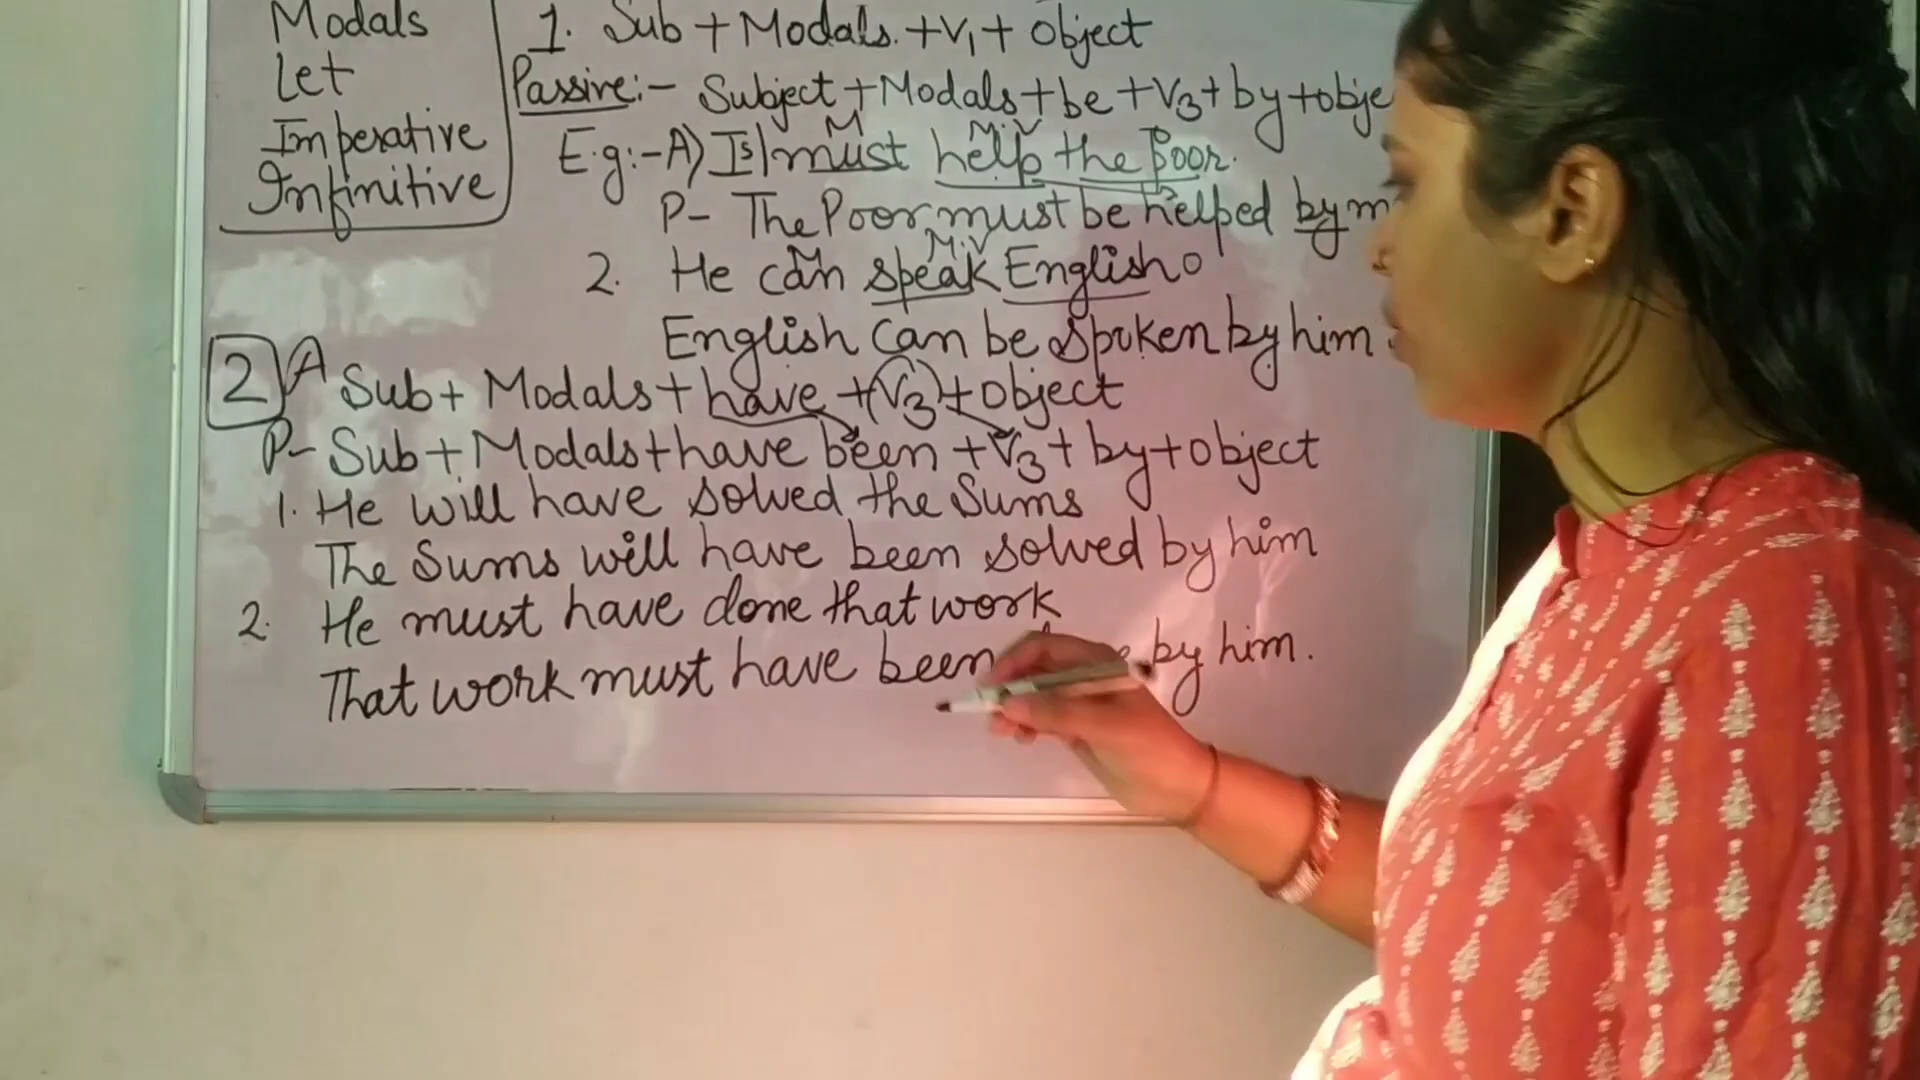 Modals
Let
Imperative
Infinitive
1. Sub + Modals. + V1 + Object
Passive:- Subject + Modals + be + V3 + by + obje
E.g:- A) Is I must help the Poor.
M M.V
P- The Poor must be helped by m
2. He can speak English O
M M.V
English can be spoken by him.
2 A Sub + Modals + have + (V3) + object
P- Sub + Modals + have been + V3 + by + object
1. He will have solved the Sums
The Sums will have been solved by him
2. He must have done that work
That work must have been by him.